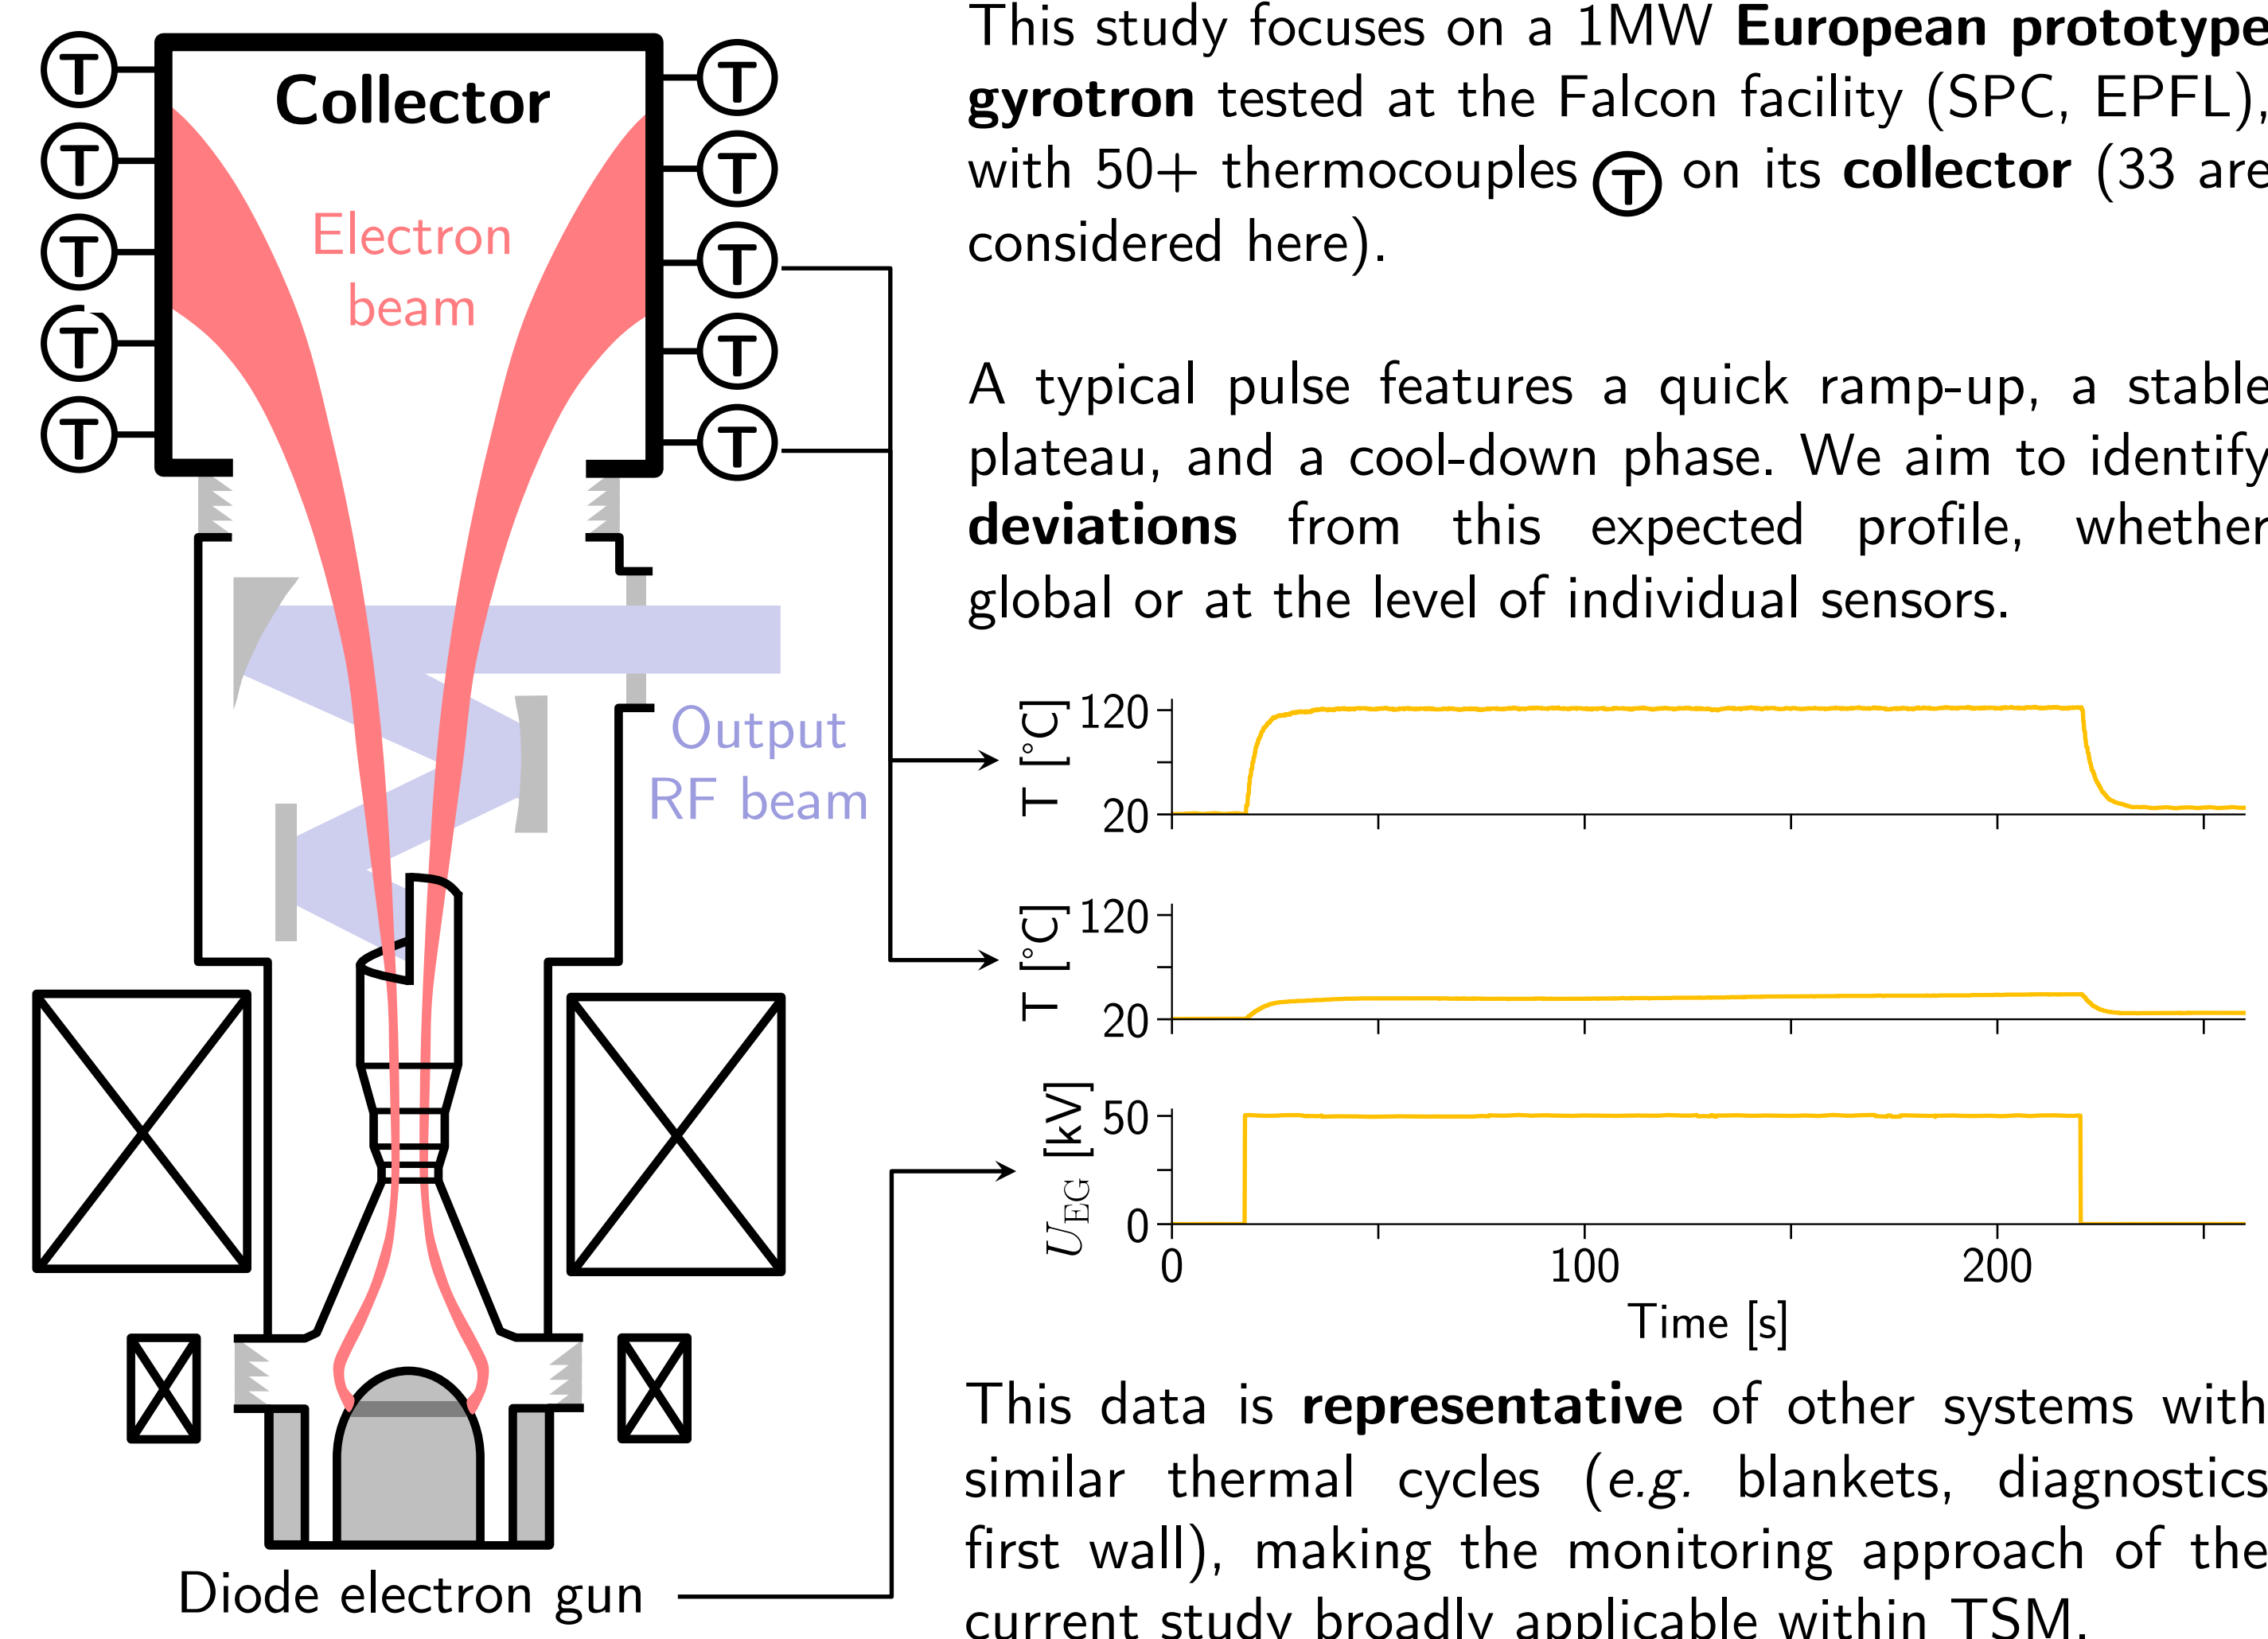 Collector
T
T
T
T
T
T
T
T
T
T
Electron
beam
Output
RF beam
Diode electron gun
This study focuses on a 1MW European prototype
gyrotron tested at the Falcon facility (SPC, EPFL),
with 50+ thermocouples T on its collector (33 are
considered here).
A typical pulse features a quick ramp-up, a stable
plateau, and a cool-down phase. We aim to identify
deviations from this expected profile, whether
global or at the level of individual sensors.
T [°C]
120
20
T [°C]
120
20
U_EG [kV]
50
0
0 100 200
Time [s]
This data is representative of other systems with
similar thermal cycles (e.g. blankets, diagnostics
first wall), making the monitoring approach of the
current study broadly applicable within TSM.